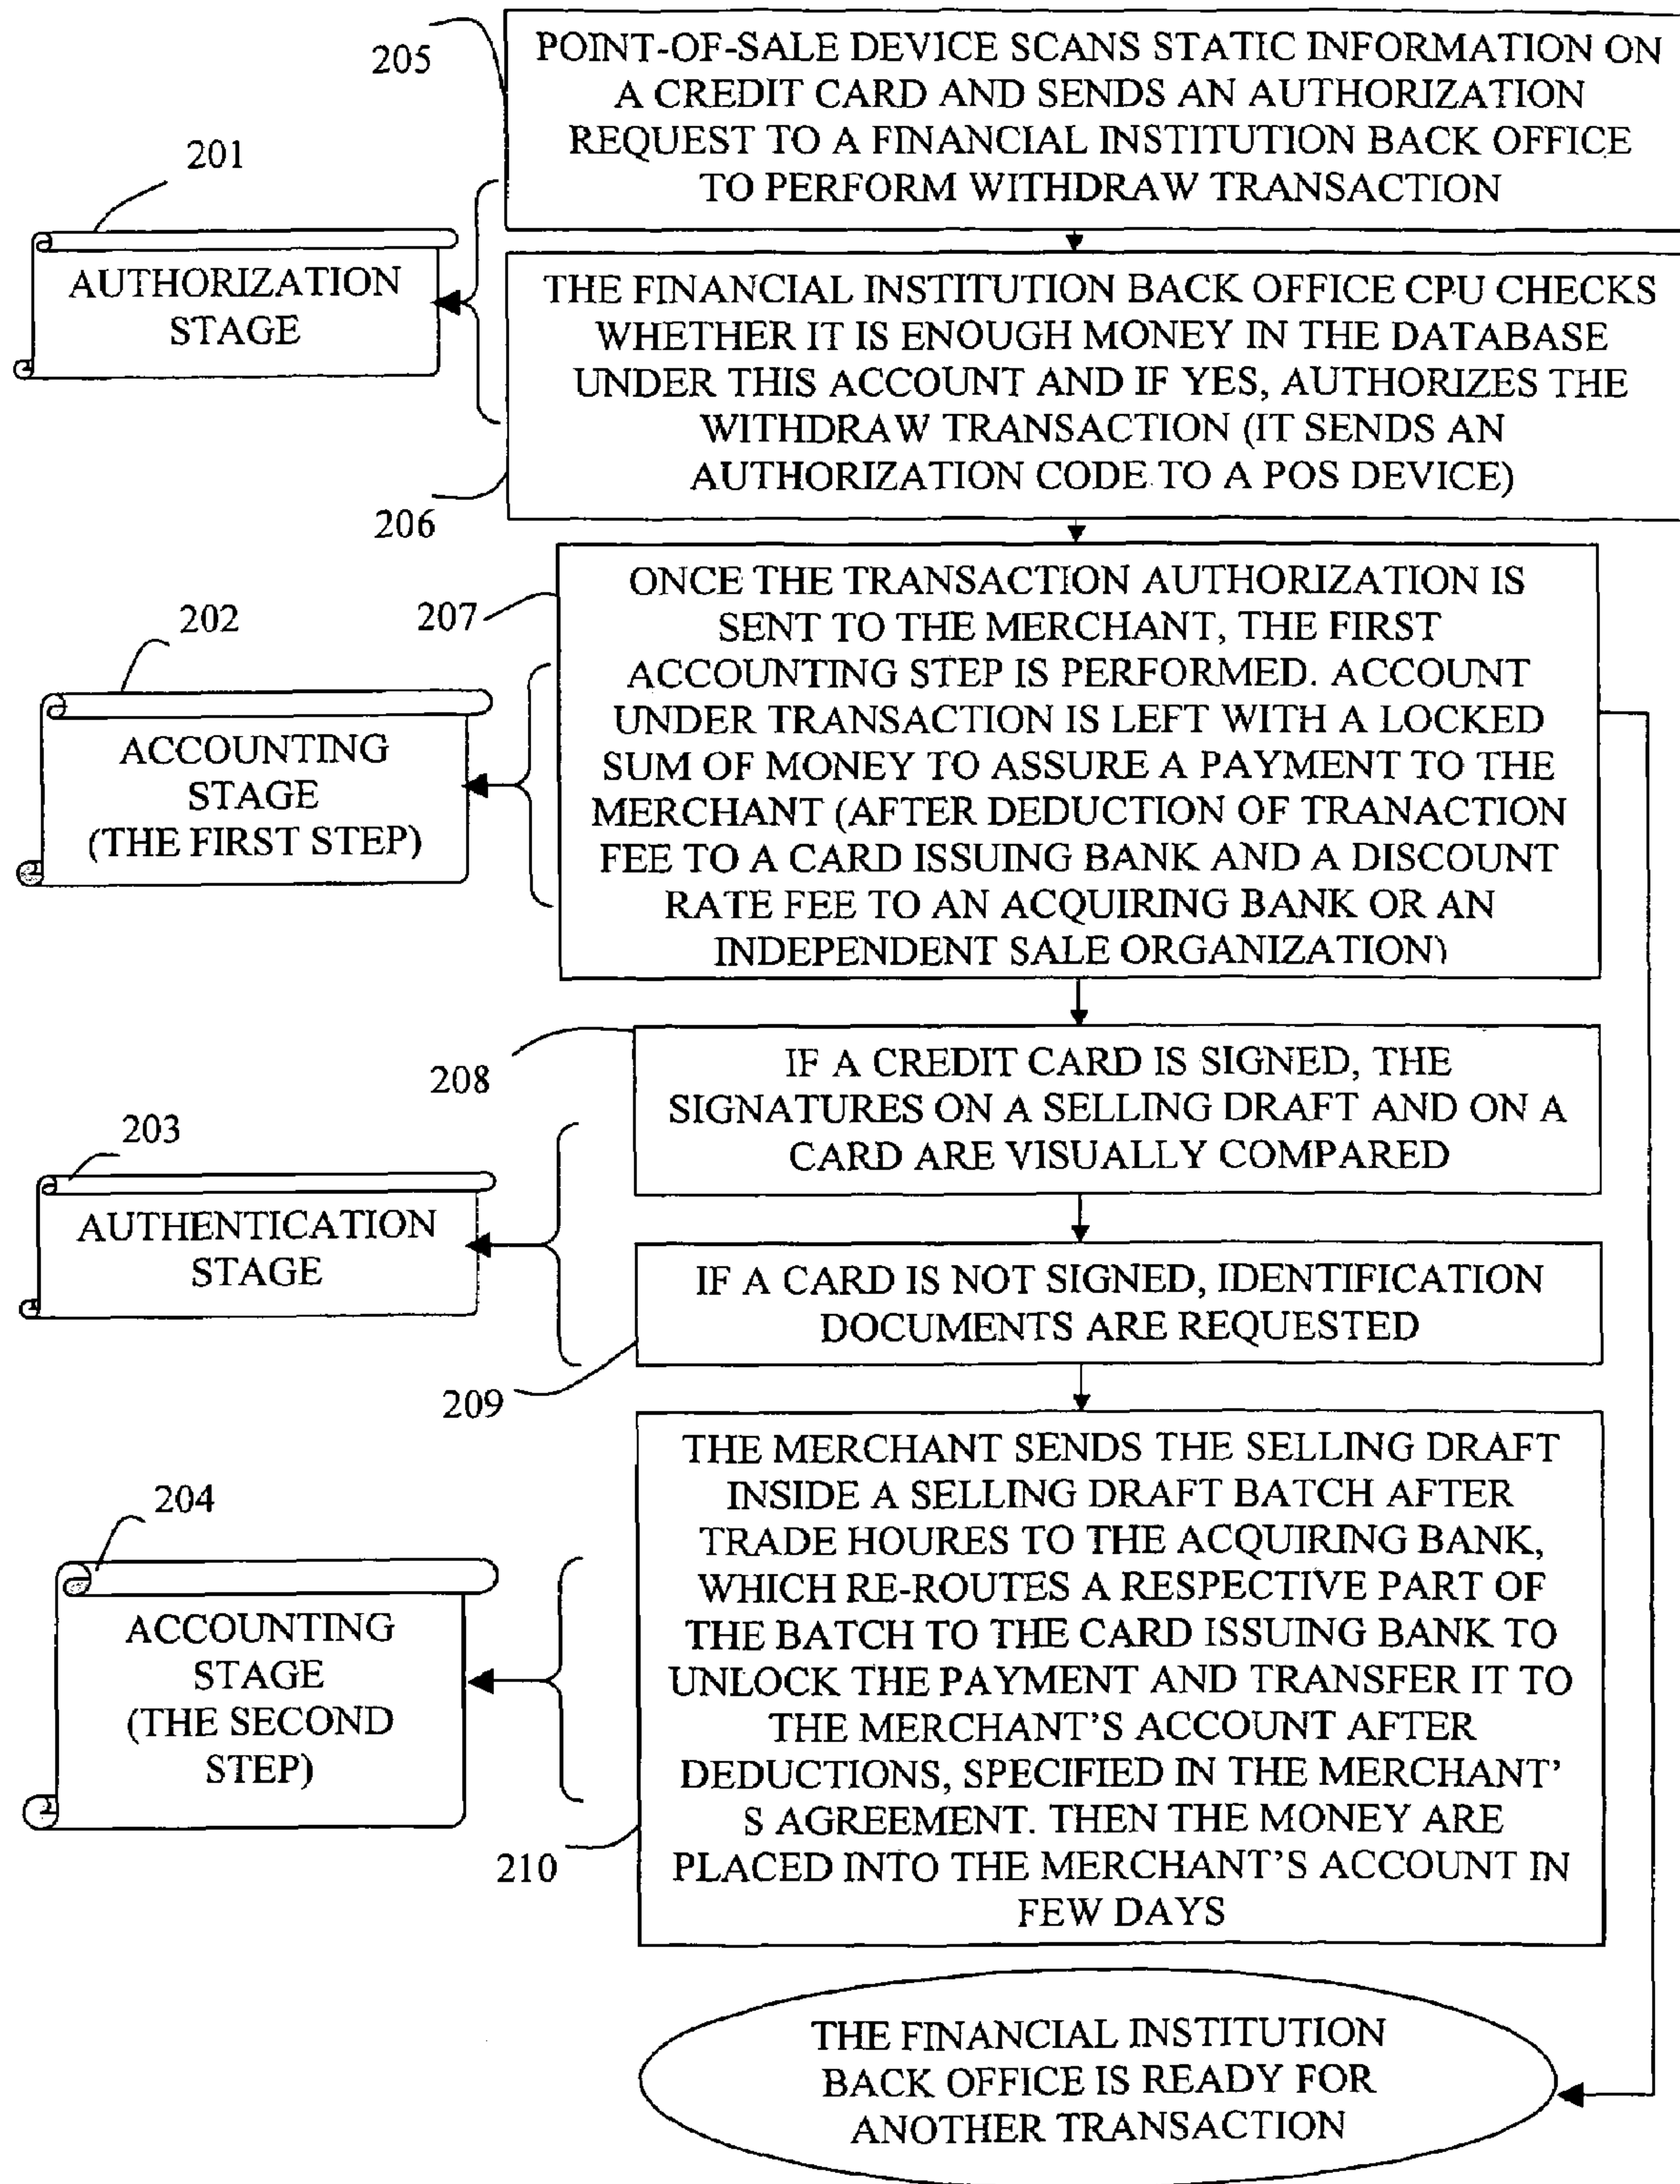 205
POINT-OF-SALE DEVICE SCANS STATIC INFORMATION ON
A CREDIT CARD AND SENDS AN AUTHORIZATION
REQUEST TO A FINANCIAL INSTITUTION BACK OFFICE
TO PERFORM WITHDRAW TRANSACTION
201
AUTHORIZATION
STAGE
THE FINANCIAL INSTITUTION BACK OFFICE CPU CHECKS
WHETHER IT IS ENOUGH MONEY IN THE DATABASE
UNDER THIS ACCOUNT AND IF YES, AUTHORIZES THE
WITHDRAW TRANSACTION (IT SENDS AN
AUTHORIZATION CODE TO A POS DEVICE)
206
202
ACCOUNTING
STAGE
(THE FIRST STEP)
207
ONCE THE TRANSACTION AUTHORIZATION IS
SENT TO THE MERCHANT, THE FIRST
ACCOUNTING STEP IS PERFORMED. ACCOUNT
UNDER TRANSACTION IS LEFT WITH A LOCKED
SUM OF MONEY TO ASSURE A PAYMENT TO THE
MERCHANT (AFTER DEDUCTION OF TRANACTION
FEE TO A CARD ISSUING BANK AND A DISCOUNT
RATE FEE TO AN ACQUIRING BANK OR AN
INDEPENDENT SALE ORGANIZATION)
208
IF A CREDIT CARD IS SIGNED, THE
SIGNATURES ON A SELLING DRAFT AND ON A
CARD ARE VISUALLY COMPARED
203
AUTHENTICATION
STAGE
IF A CARD IS NOT SIGNED, IDENTIFICATION
DOCUMENTS ARE REQUESTED
209
204
ACCOUNTING
STAGE
(THE SECOND
STEP)
THE MERCHANT SENDS THE SELLING DRAFT
INSIDE A SELLING DRAFT BATCH AFTER
TRADE HOURES TO THE ACQUIRING BANK,
WHICH RE-ROUTES A RESPECTIVE PART OF
THE BATCH TO THE CARD ISSUING BANK TO
UNLOCK THE PAYMENT AND TRANSFER IT TO
THE MERCHANT'S ACCOUNT AFTER
DEDUCTIONS, SPECIFIED IN THE MERCHANT'
S AGREEMENT. THEN THE MONEY ARE
PLACED INTO THE MERCHANT'S ACCOUNT IN
FEW DAYS
210
THE FINANCIAL INSTITUTION
BACK OFFICE IS READY FOR
ANOTHER TRANSACTION